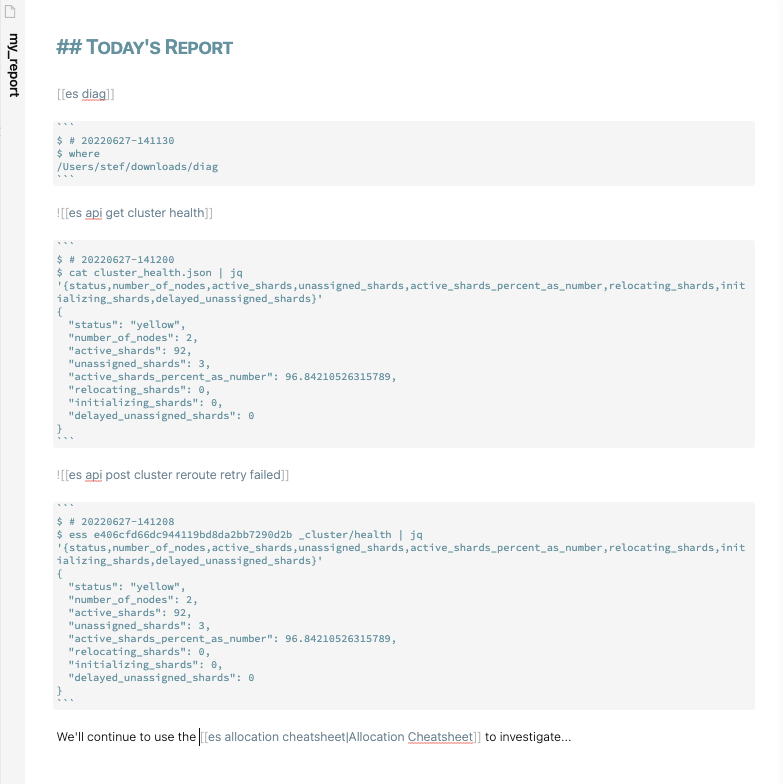 my_report
## Today's Report
[[es diag]]
```
$ # 20220627-141130
$ where
/Users/stef/downloads/diag
```
![[es api get cluster health]]
```
$ # 20220627-141200
$ cat cluster_health.json | jq
'{status,number_of_nodes,active_shards,unassigned_shards,active_shards_percent_as_number,relocating_shards,init
ializing_shards,delayed_unassigned_shards}'
{
  "status": "yellow",
  "number_of_nodes": 2,
  "active_shards": 92,
  "unassigned_shards": 3,
  "active_shards_percent_as_number": 96.84210526315789,
  "relocating_shards": 0,
  "initializing_shards": 0,
  "delayed_unassigned_shards": 0
}
```
![[es api post cluster reroute retry failed]]
```
$ # 20220627-141208
$ ess e406cfd66dc944119bd8da2bb7290d2b _cluster/health | jq
'{status,number_of_nodes,active_shards,unassigned_shards,active_shards_percent_as_number,relocating_shards,init
ializing_shards,delayed_unassigned_shards}'
{
  "status": "yellow",
  "number_of_nodes": 2,
  "active_shards": 92,
  "unassigned_shards": 3,
  "active_shards_percent_as_number": 96.84210526315789,
  "relocating_shards": 0,
  "initializing_shards": 0,
  "delayed_unassigned_shards": 0
}
```
We'll continue to use the [[es allocation cheatsheet|Allocation Cheatsheet]] to investigate...